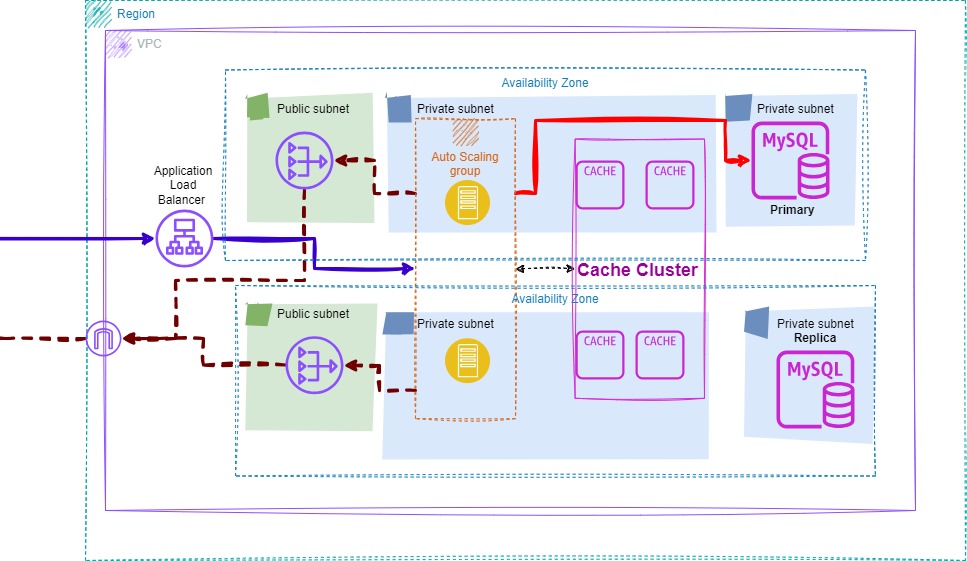 Region
VPC
Availability Zone
Public subnet
Private subnet
Private subnet
MySQL
Auto Scaling
group
CACHE
CACHE
Application
Load
Balancer
Primary
Cache Cluster
Availability Zone
Public subnet
Private subnet
Private subnet
Replica
CACHE
CACHE
MySQL